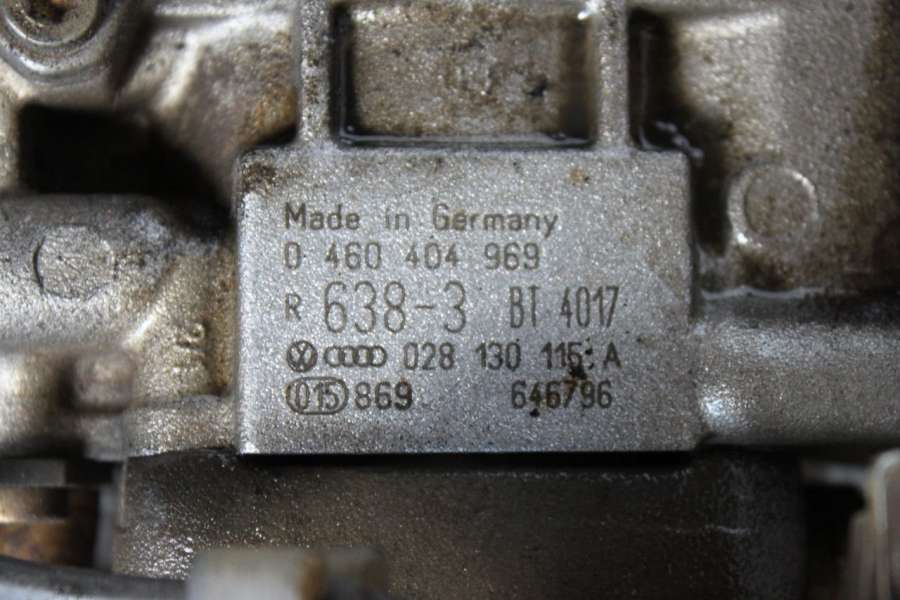 Made in Germany
0 460 404 969
R 638-3 BT 4017
028 130 115 A
015 869 646796